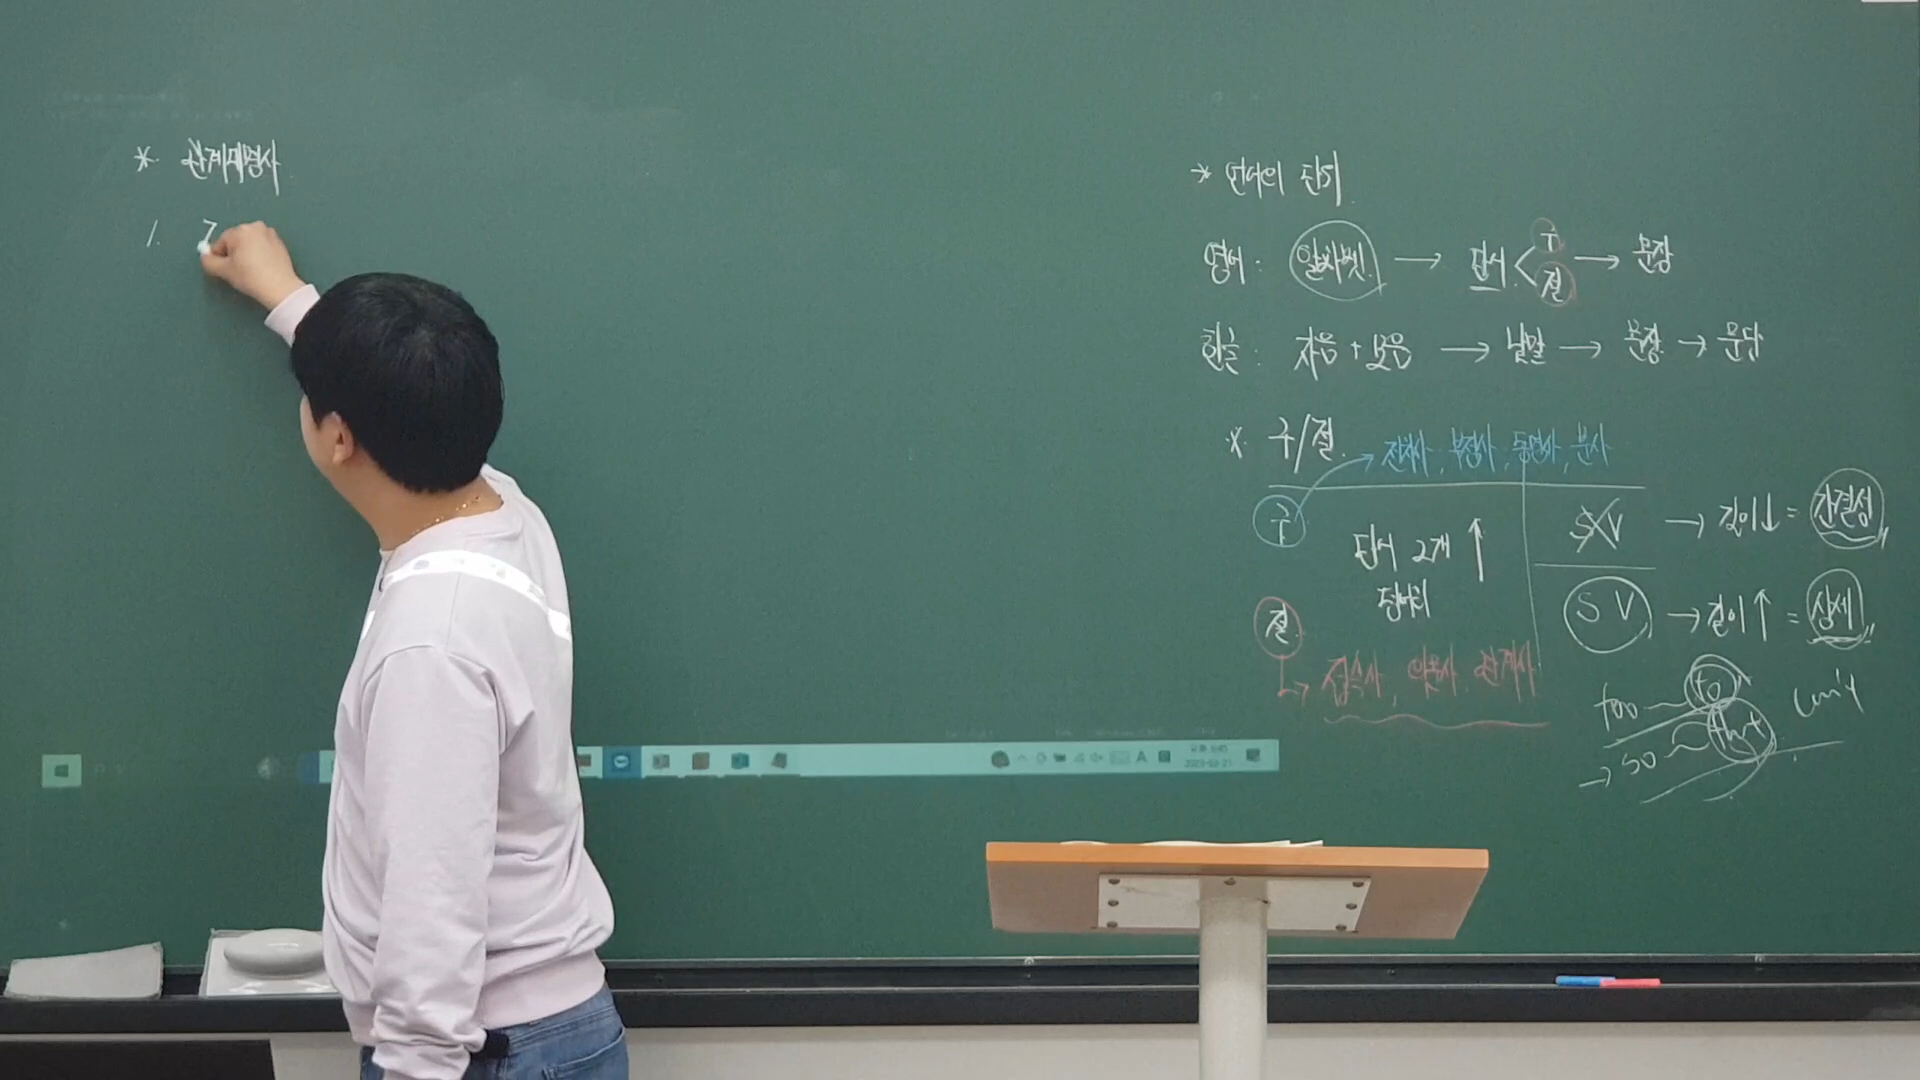 * 관계대명사
1.
* 언어의 단위
영어 : 알파벳 → 단어 < 구 절 → 문장
한글 : 자음 + 모음 → 낱말 → 문장 → 문단
* 구/절
→ 전치사, 부정사, 동명사, 분사
구 단어 2개 ↑ SV → 길이↓ = 간결성
덩어리
절 S V → 길이↑ = 상세
↳ 접속사, 의문사, 관계사
too ~ to can't
→ so ~ that
A